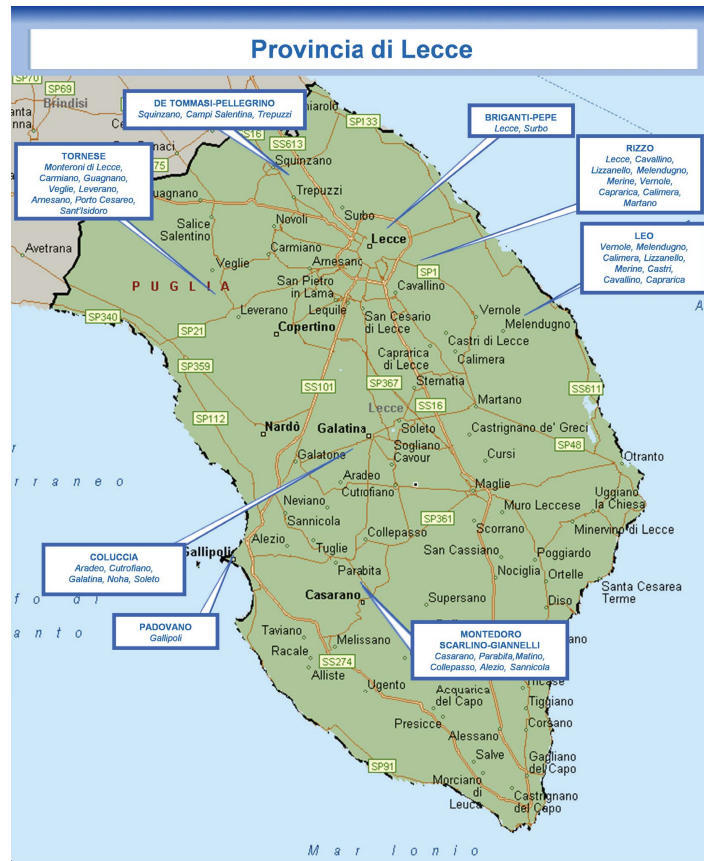 Provincia di Lecce
SP70
SP69
Brindisi
DE TOMMASI-PELLEGRINO
Squinzano, Campi Salentina, Trepuzzi
SP133
SS16
SS613
BRIGANTI-PEPE
Lecce, Surbo
TORNESE
Monteroni di Lecce,
Carmiano, Guagnano,
Veglie, Leverano,
Arnesano, Porto Cesareo,
Sant'Isidoro
RIZZO
Lecce, Cavallino,
Lizzanello, Melendugno,
Merine, Vernole,
Caprarica, Calimera,
Martano
Squinzano
Trepuzzi
Surbo
Novoli
Salice
Salentino
Lecce
LEO
Vernole, Melendugno,
Calimera, Lizzanello,
Merine, Castri,
Cavallino, Caprarica
Avetrana
Carmiano
Veglie
Arnesano
SP1
PUGLIA
San Pietro
in Lama
Cavallino
Leverano
Lequile
San Cesario
di Lecce
Vernole
Melendugno
SP340
SP21
Copertino
Castri di Lecce
Caprarica
di Lecce
Calimera
SP359
SS101
SP367
Sternatia
SS611
Lecce
SS16
Martano
SP112
Nardò
Galatina
Soleto
Castrignano de' Greci
SP48
Sogliano
Cavour
Galatone
Cursi
Otranto
Aradeo
Cutrofiano
Maglie
Uggiano
la Chiesa
rraneo
Neviano
Muro Leccese
Sannicola
SP361
Scorrano
Minervino di Lecce
Alezio
Collepasso
Tuglie
San Cassiano
Poggiardo
Gallipoli
COLUCCIA
Aradeo, Cutrofiano,
Galatina, Noha, Soleto
Parabita
Nociglia
Ortelle
Santa Cesarea
Terme
fo di
Casarano
Supersano
Diso
PADOVANO
Gallipoli
anto
Taviano
Melissano
MONTEDORO
SCARLINO-GIANNELLI
Casarano, Parabita,Matino,
Collepasso, Alezio, Sannicola
Racale
SS274
Alliste
Ugento
Acquarica
del Capo
Tiggiano
Presicce
Corsano
Alessano
Salve
Gagliano
del Capo
SP91
Morciano
di
Leuca
Castrignano
del Capo
Mar Ionio